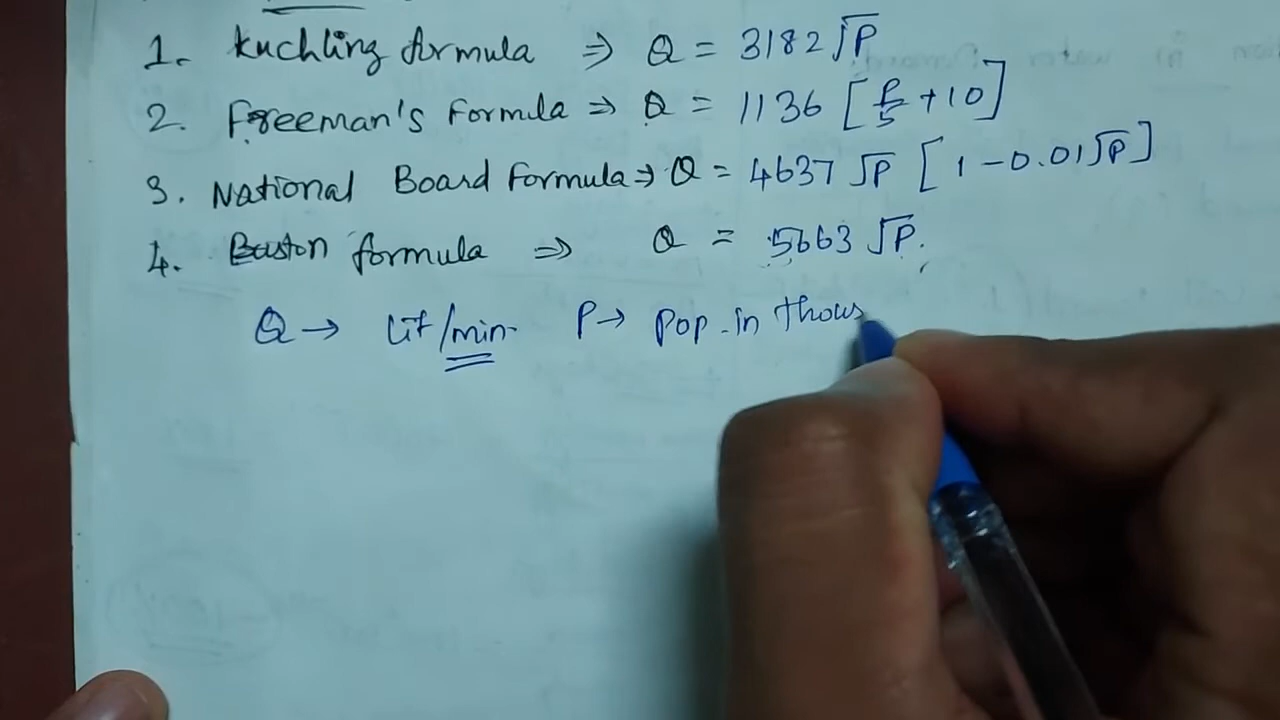 1. kuchling formula ⇒ Q = 3182 √P
2. Freeman's Formula ⇒ Q = 1136 [P/5 + 10]
3. National Board Formula ⇒ Q = 4637 √P [1 - 0.01√P]
4. Buston formula ⇒ Q = 5663 √P.
Q → lit/min. P → Pop. in thous